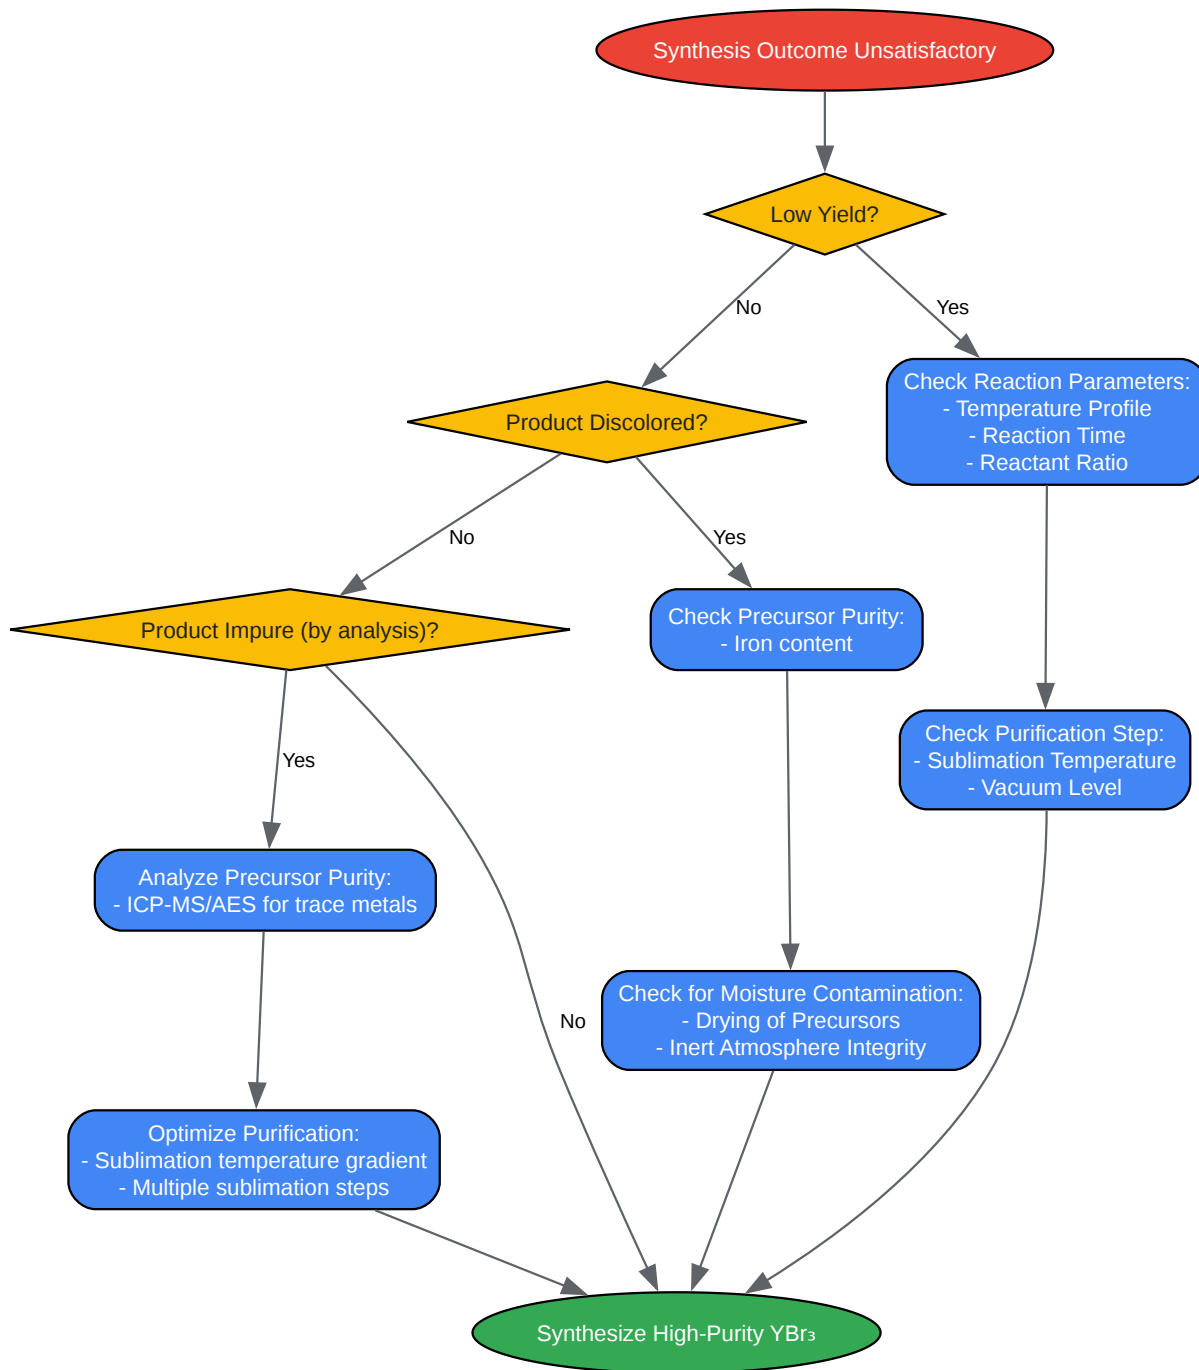 Synthesis Outcome Unsatisfactory
Low Yield?
No
Yes
Check Reaction Parameters:
- Temperature Profile
- Reaction Time
- Reactant Ratio
Product Discolored?
No
Yes
Check Precursor Purity:
- Iron content
Product Impure (by analysis)?
Check Purification Step:
- Sublimation Temperature
- Vacuum Level
Yes
Analyze Precursor Purity:
- ICP-MS/AES for trace metals
No
Check for Moisture Contamination:
- Drying of Precursors
- Inert Atmosphere Integrity
Optimize Purification:
- Sublimation temperature gradient
- Multiple sublimation steps
Synthesize High-Purity YBr₃